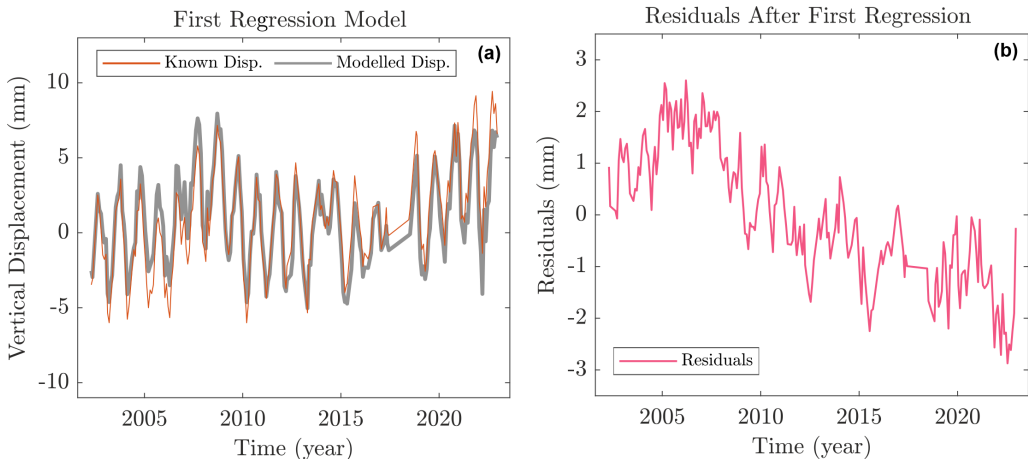 First Regression Model
(a)
Known Disp.
Modelled Disp.
Vertical Displacement (mm)
10
5
0
-5
-10
2005 2010 2015 2020
Time (year)
Residuals After First Regression
(b)
Residuals (mm)
3
2
1
0
-1
-2
-3
Residuals
2005 2010 2015 2020
Time (year)